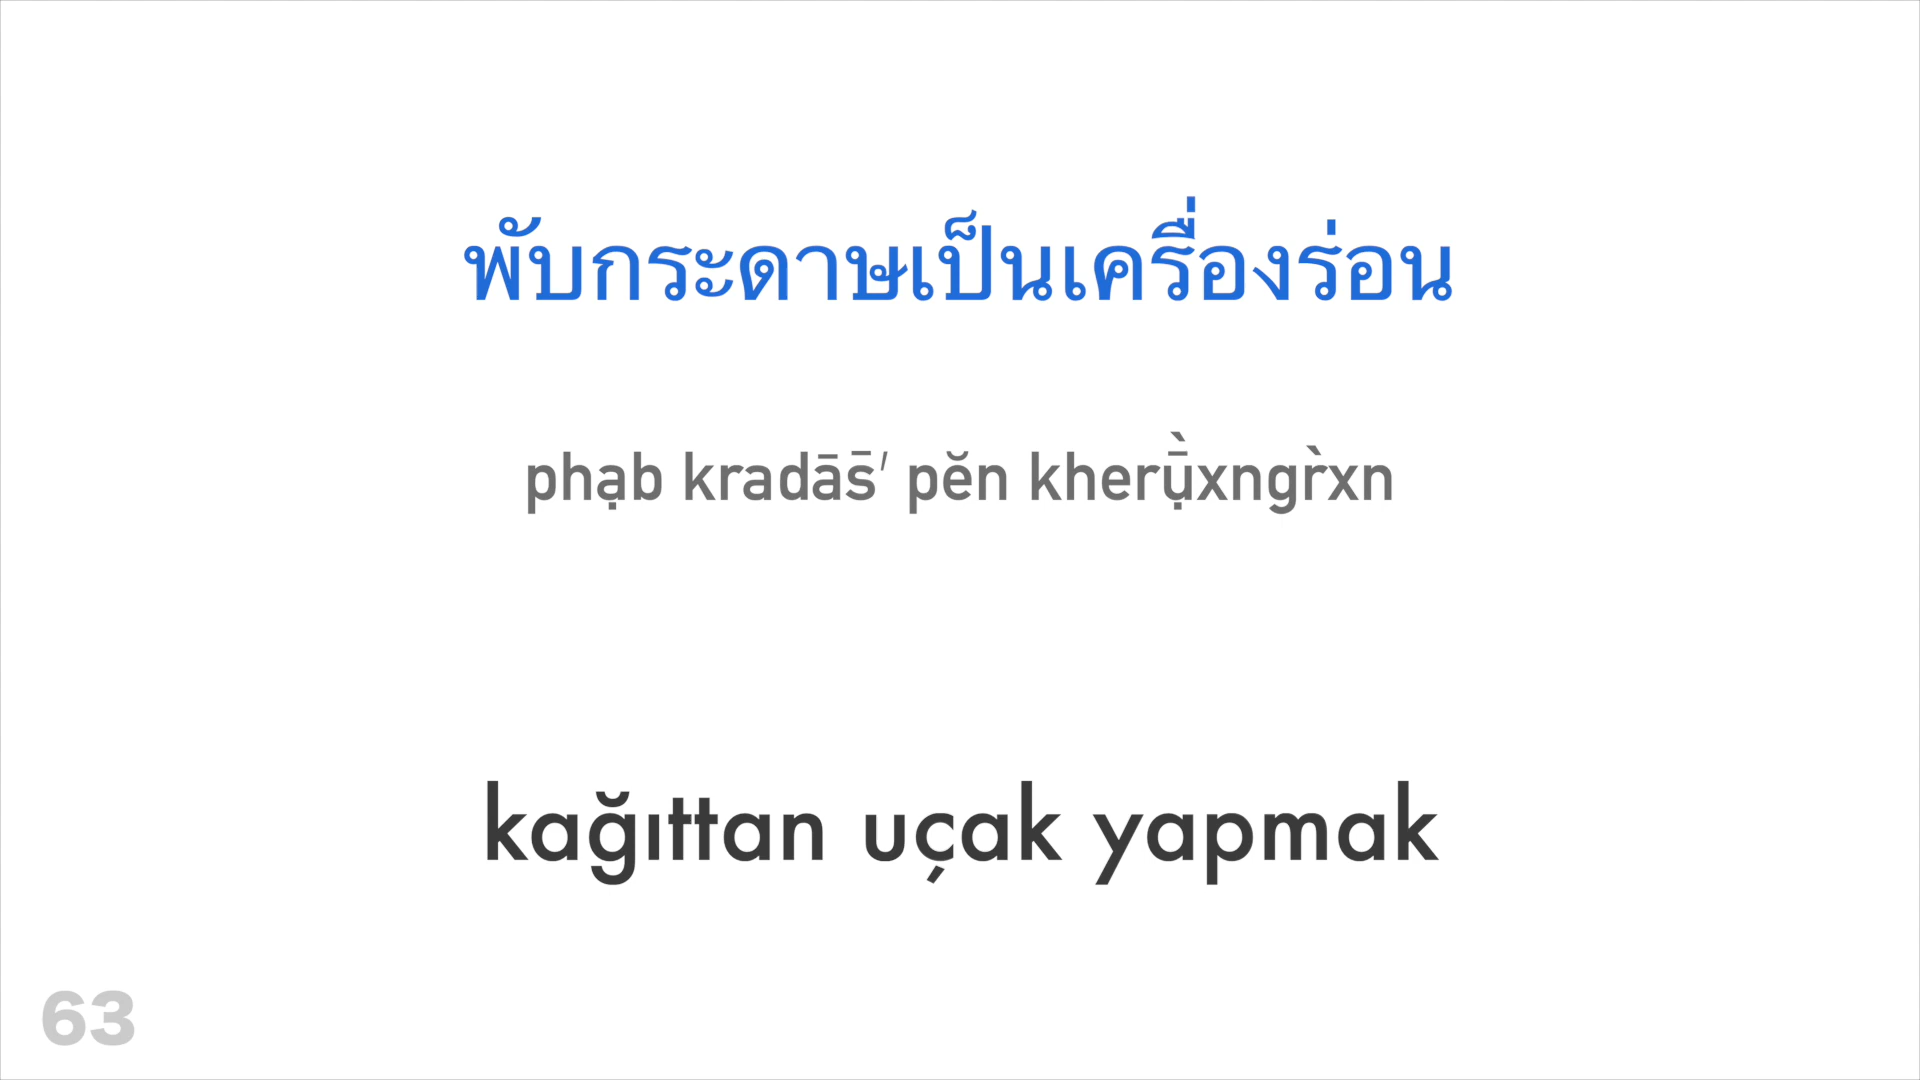 พับกระดาษเป็นเครื่องร่อน
phạb kradās̄ʹ pĕn kherụ̄̀xngr̀xn
kağıttan uçak yapmak
63